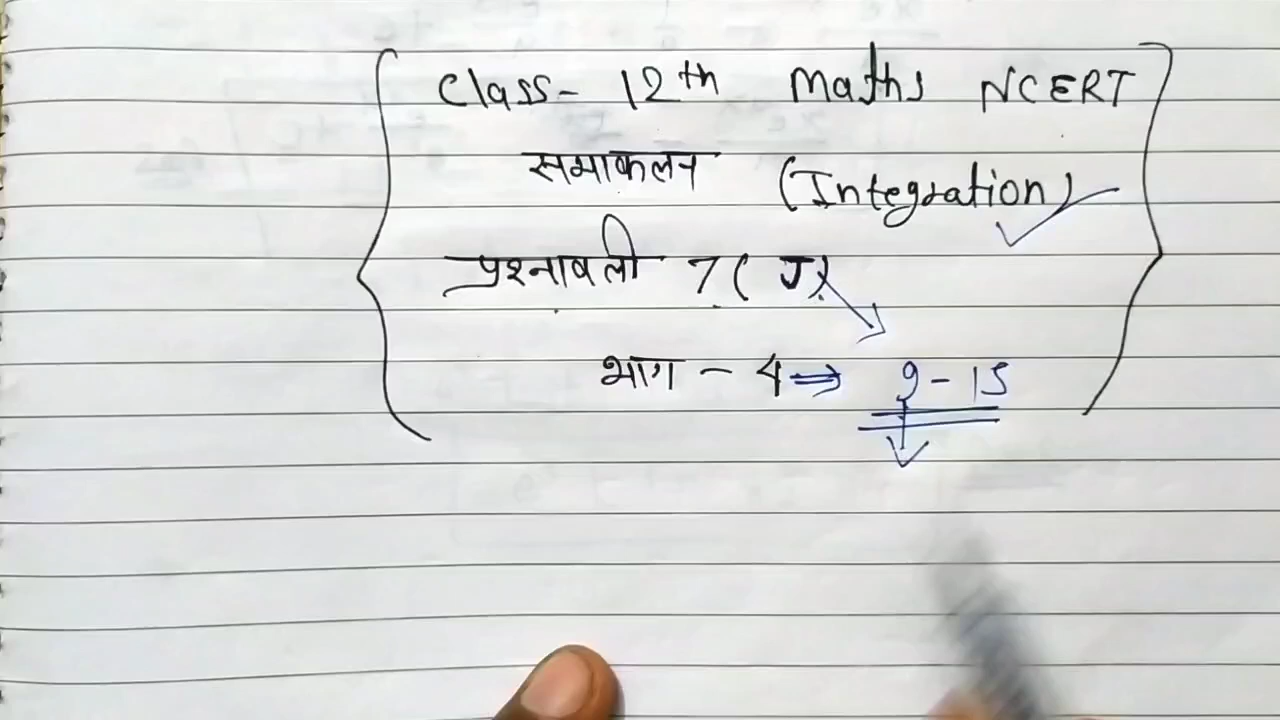 Class- 12th Maths NCERT
समाकलन (Integration)
प्रश्नावली 7( J)
भाग - 4 ⇒ 9-15